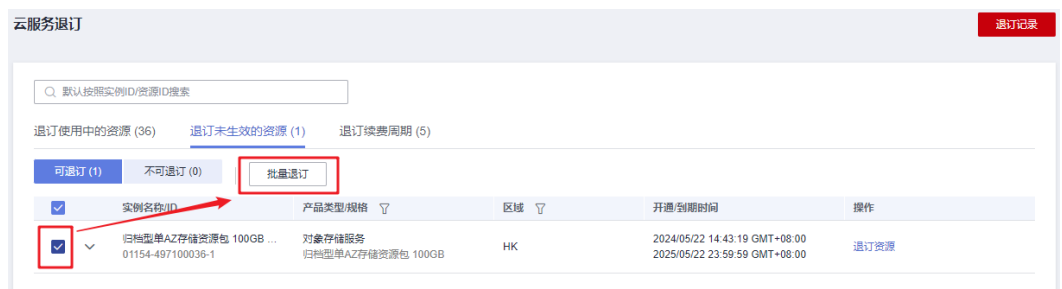 云服务退订
退订记录
默认按照实例ID/资源ID搜索
退订使用中的资源 (36) 退订未生效的资源 (1) 退订续费周期 (5)
可退订 (1) 不可退订 (0) 批量退订
实例名称/ID 产品类型/规格 区域 开通/到期时间 操作
归档型单AZ存储资源包 100GB ... 对象存储服务 HK 2024/05/22 14:43:19 GMT+08:00 退订资源
01154-497100036-1 归档型单AZ存储资源包 100GB 2025/05/22 23:59:59 GMT+08:00